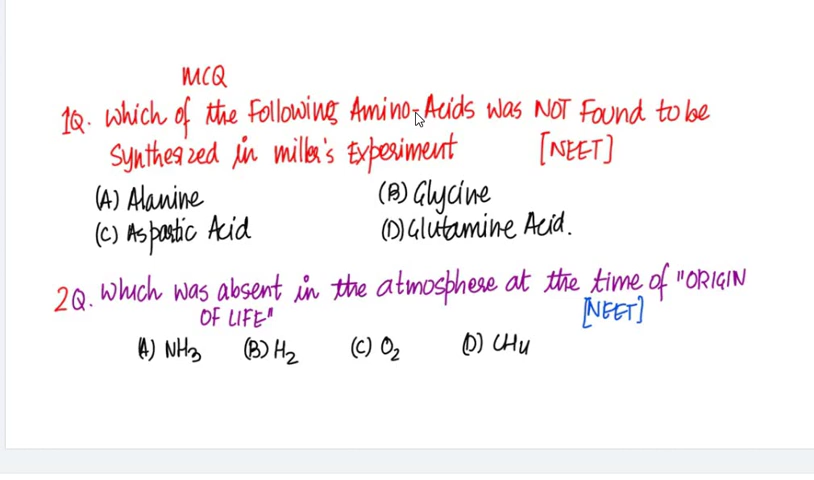 MCQ
1Q. Which of the Following Amino-Acids was NOT Found to be
Synthesized in miller's Experiment [NEET]
(A) Alanine (B) Glycine
(C) Aspartic Acid (D) Glutamine Acid.
2Q. Which was absent in the atmosphere at the time of "ORIGIN
OF LIFE" [NEET]
(A) NH3 (B) H2 (C) O2 (D) CH4